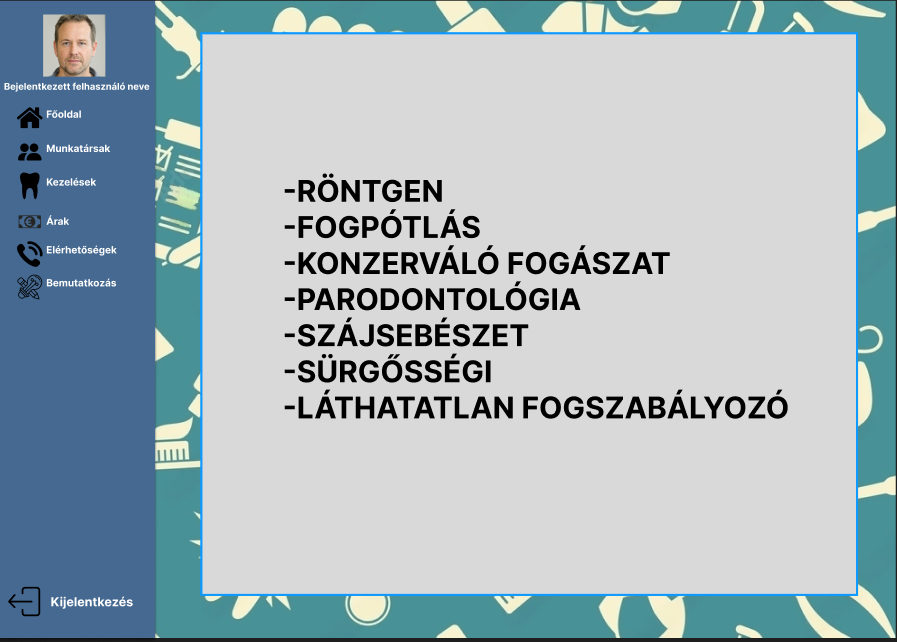 Bejelentkezett felhasználó neve
Főoldal
Munkatársak
Kezelések
Árak
Elérhetőségek
Bemutatkozás
Kijelentkezés
-RÖNTGEN
-FOGPÓTLÁS
-KONZERVÁLÓ FOGÁSZAT
-PARODONTOLÓGIA
-SZÁJSEBÉSZET
-SÜRGŐSSÉGI
-LÁTHATATLAN FOGSZABÁLYOZÓ